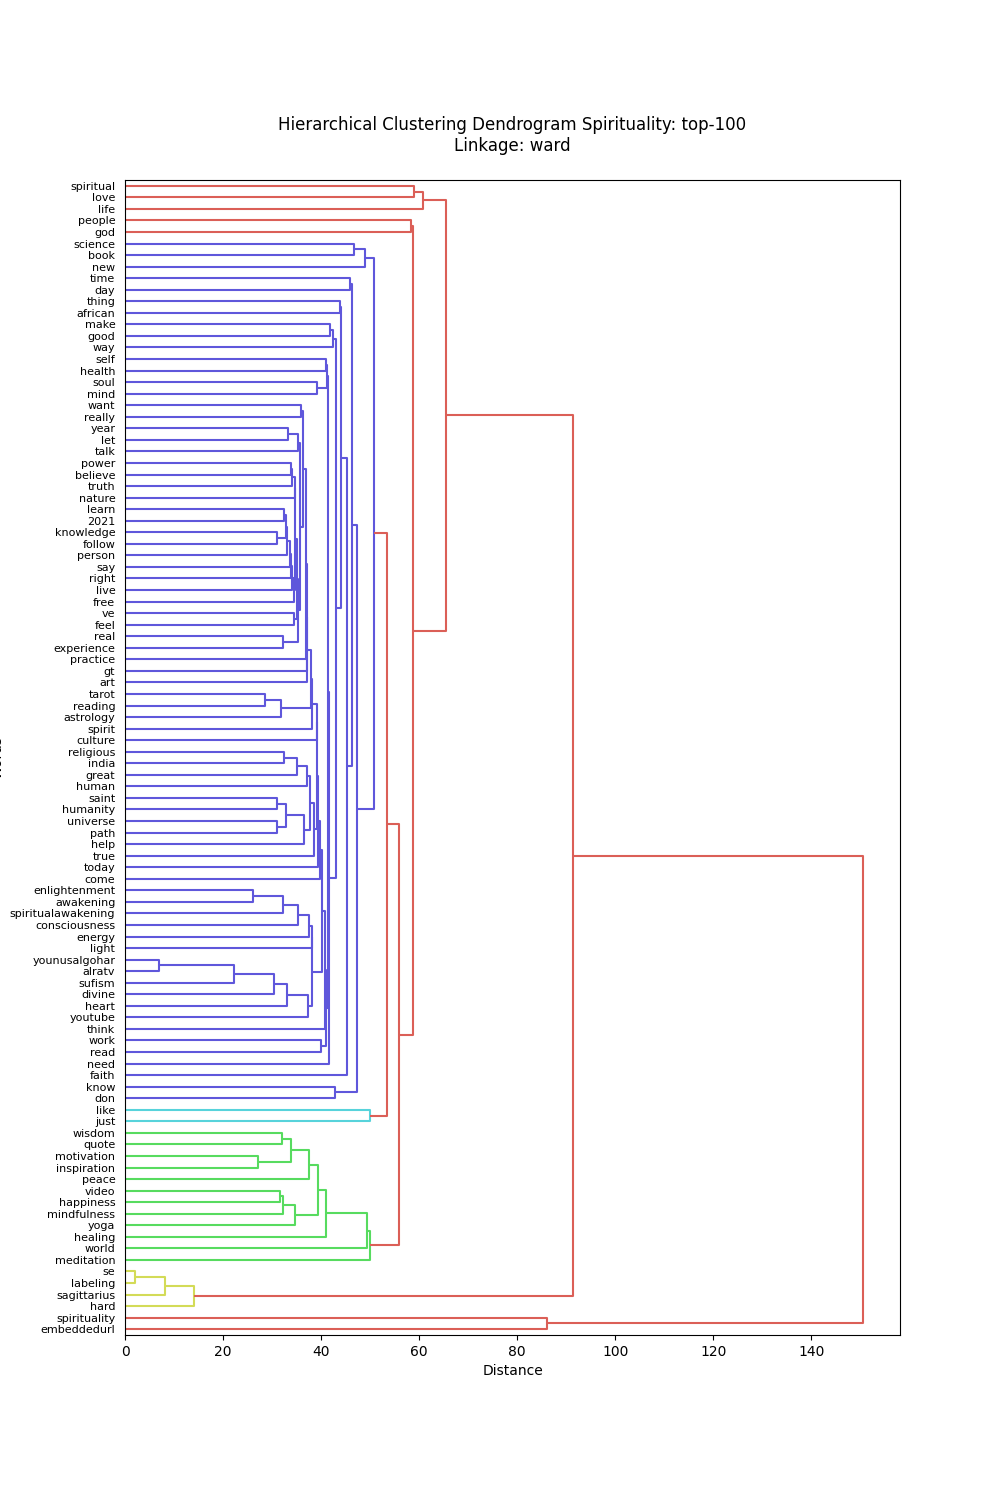 Hierarchical Clustering Dendrogram Spirituality: top-100
Linkage: ward
spiritual
love
life
people
god
science
book
new
time
day
thing
african
make
good
way
self
health
soul
mind
want
really
year
let
talk
power
believe
truth
nature
learn
2021
knowledge
follow
person
say
right
live
free
ve
feel
real
experience
practice
gt
art
tarot
reading
astrology
spirit
culture
religious
india
great
human
saint
humanity
universe
path
help
true
today
come
enlightenment
awakening
spiritualawakening
consciousness
energy
light
younusalgohar
alratv
sufism
divine
heart
youtube
think
work
read
need
faith
know
don
like
just
wisdom
quote
motivation
inspiration
peace
video
happiness
mindfulness
yoga
healing
world
meditation
se
labeling
sagittarius
hard
spirituality
embeddedurl
0 20 40 60 80 100 120 140
Distance